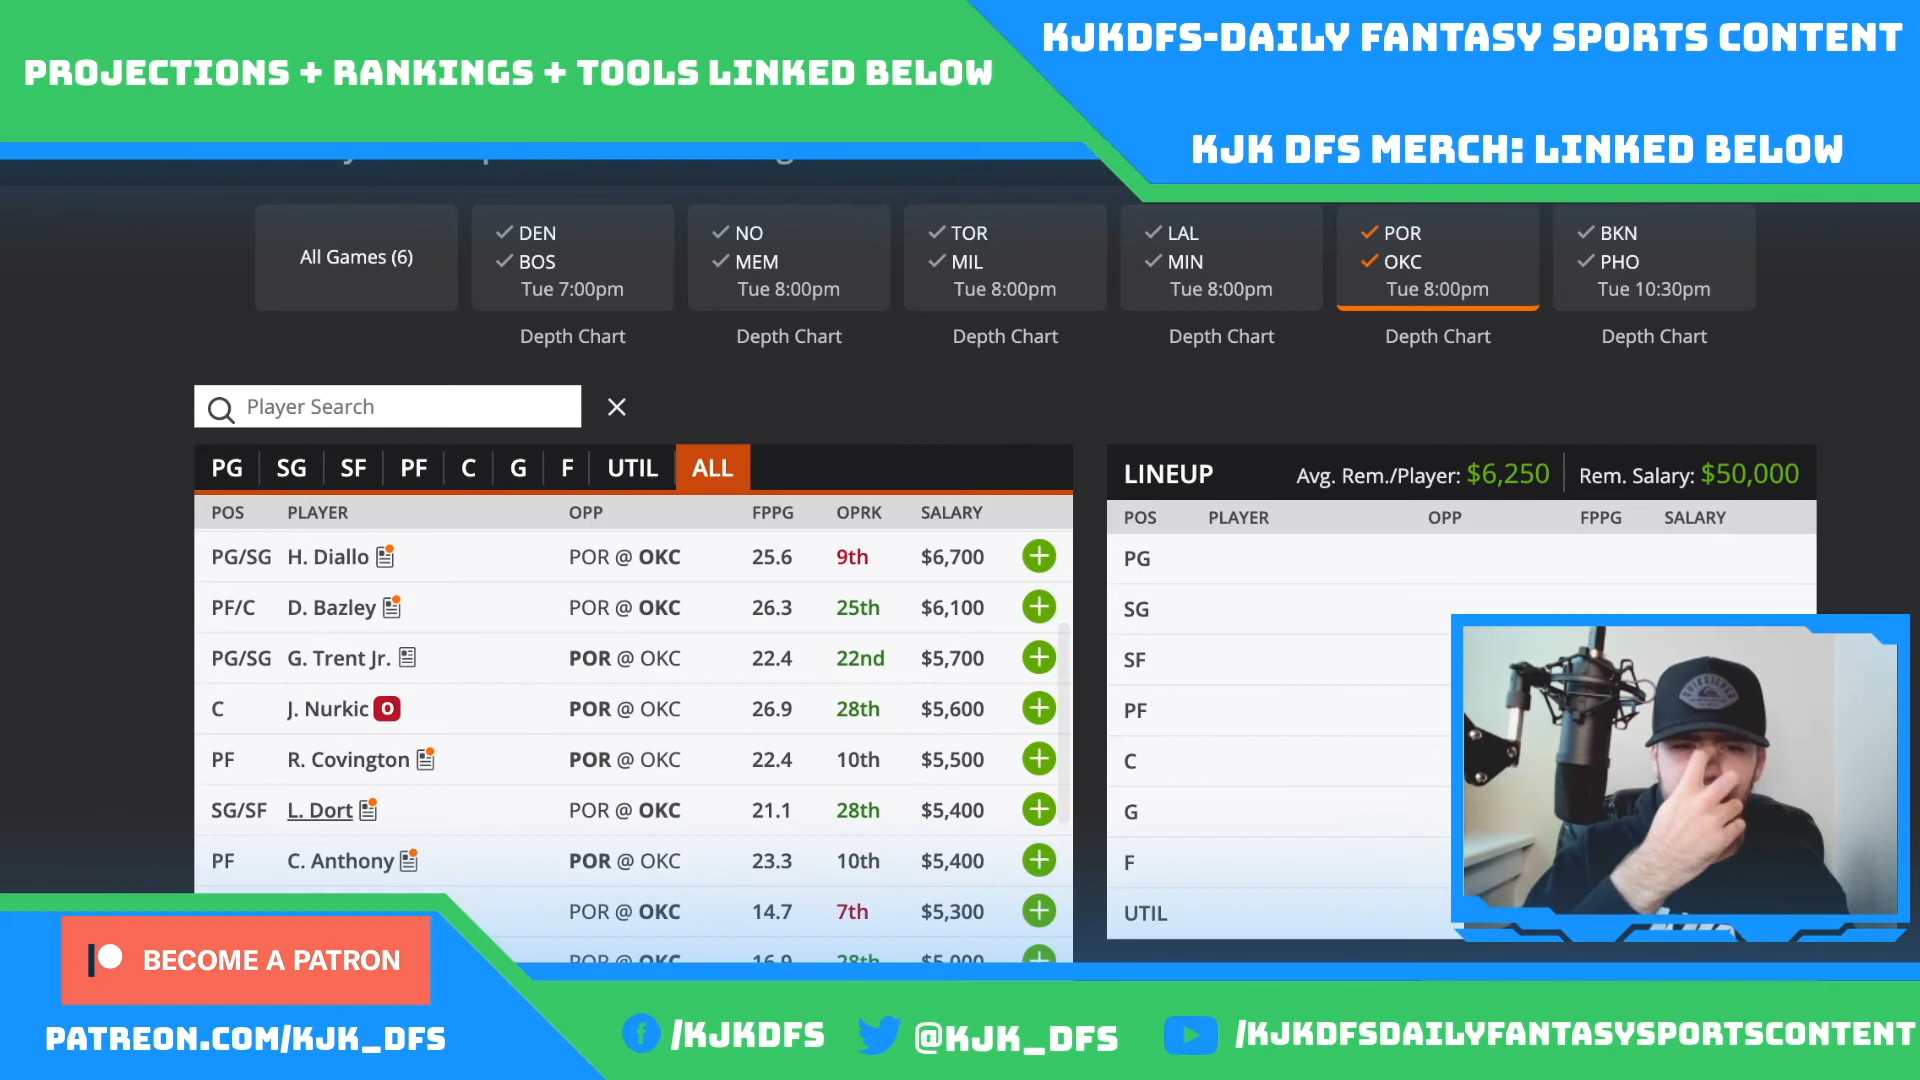 PROJECTIONS + RANKINGS + TOOLS LINKED BELOW
KJKDFS-DAILY FANTASY SPORTS CONTENT
KJK DFS MERCH: LINKED BELOW
All Games (6)
DEN
BOS
Tue 7:00pm
NO
MEM
Tue 8:00pm
TOR
MIL
Tue 8:00pm
LAL
MIN
Tue 8:00pm
POR
OKC
Tue 8:00pm
BKN
PHO
Tue 10:30pm
Depth Chart Depth Chart Depth Chart Depth Chart Depth Chart Depth Chart
Player Search
PG SG SF PF C G F UTIL ALL
POS PLAYER OPP FPPG OPRK SALARY
PG/SG H. Diallo POR @ OKC 25.6 9th $6,700
PF/C D. Bazley POR @ OKC 26.3 25th $6,100
PG/SG G. Trent Jr. POR @ OKC 22.4 22nd $5,700
C J. Nurkic O POR @ OKC 26.9 28th $5,600
PF R. Covington POR @ OKC 22.4 10th $5,500
SG/SF L. Dort POR @ OKC 21.1 28th $5,400
PF C. Anthony POR @ OKC 23.3 10th $5,400
POR @ OKC 14.7 7th $5,300
POR @ OKC 16.9 28th $5,000
LINEUP Avg. Rem./Player: $6,250 Rem. Salary: $50,000
POS PLAYER OPP FPPG SALARY
PG
SG
SF
PF
C
G
F
UTIL
QUIKSILVER
BECOME A PATRON
PATREON.COM/KJK_DFS
/KJKDFS
@KJK_DFS
/KJKDFSDAILYFANTASYSPORTSCONTENT